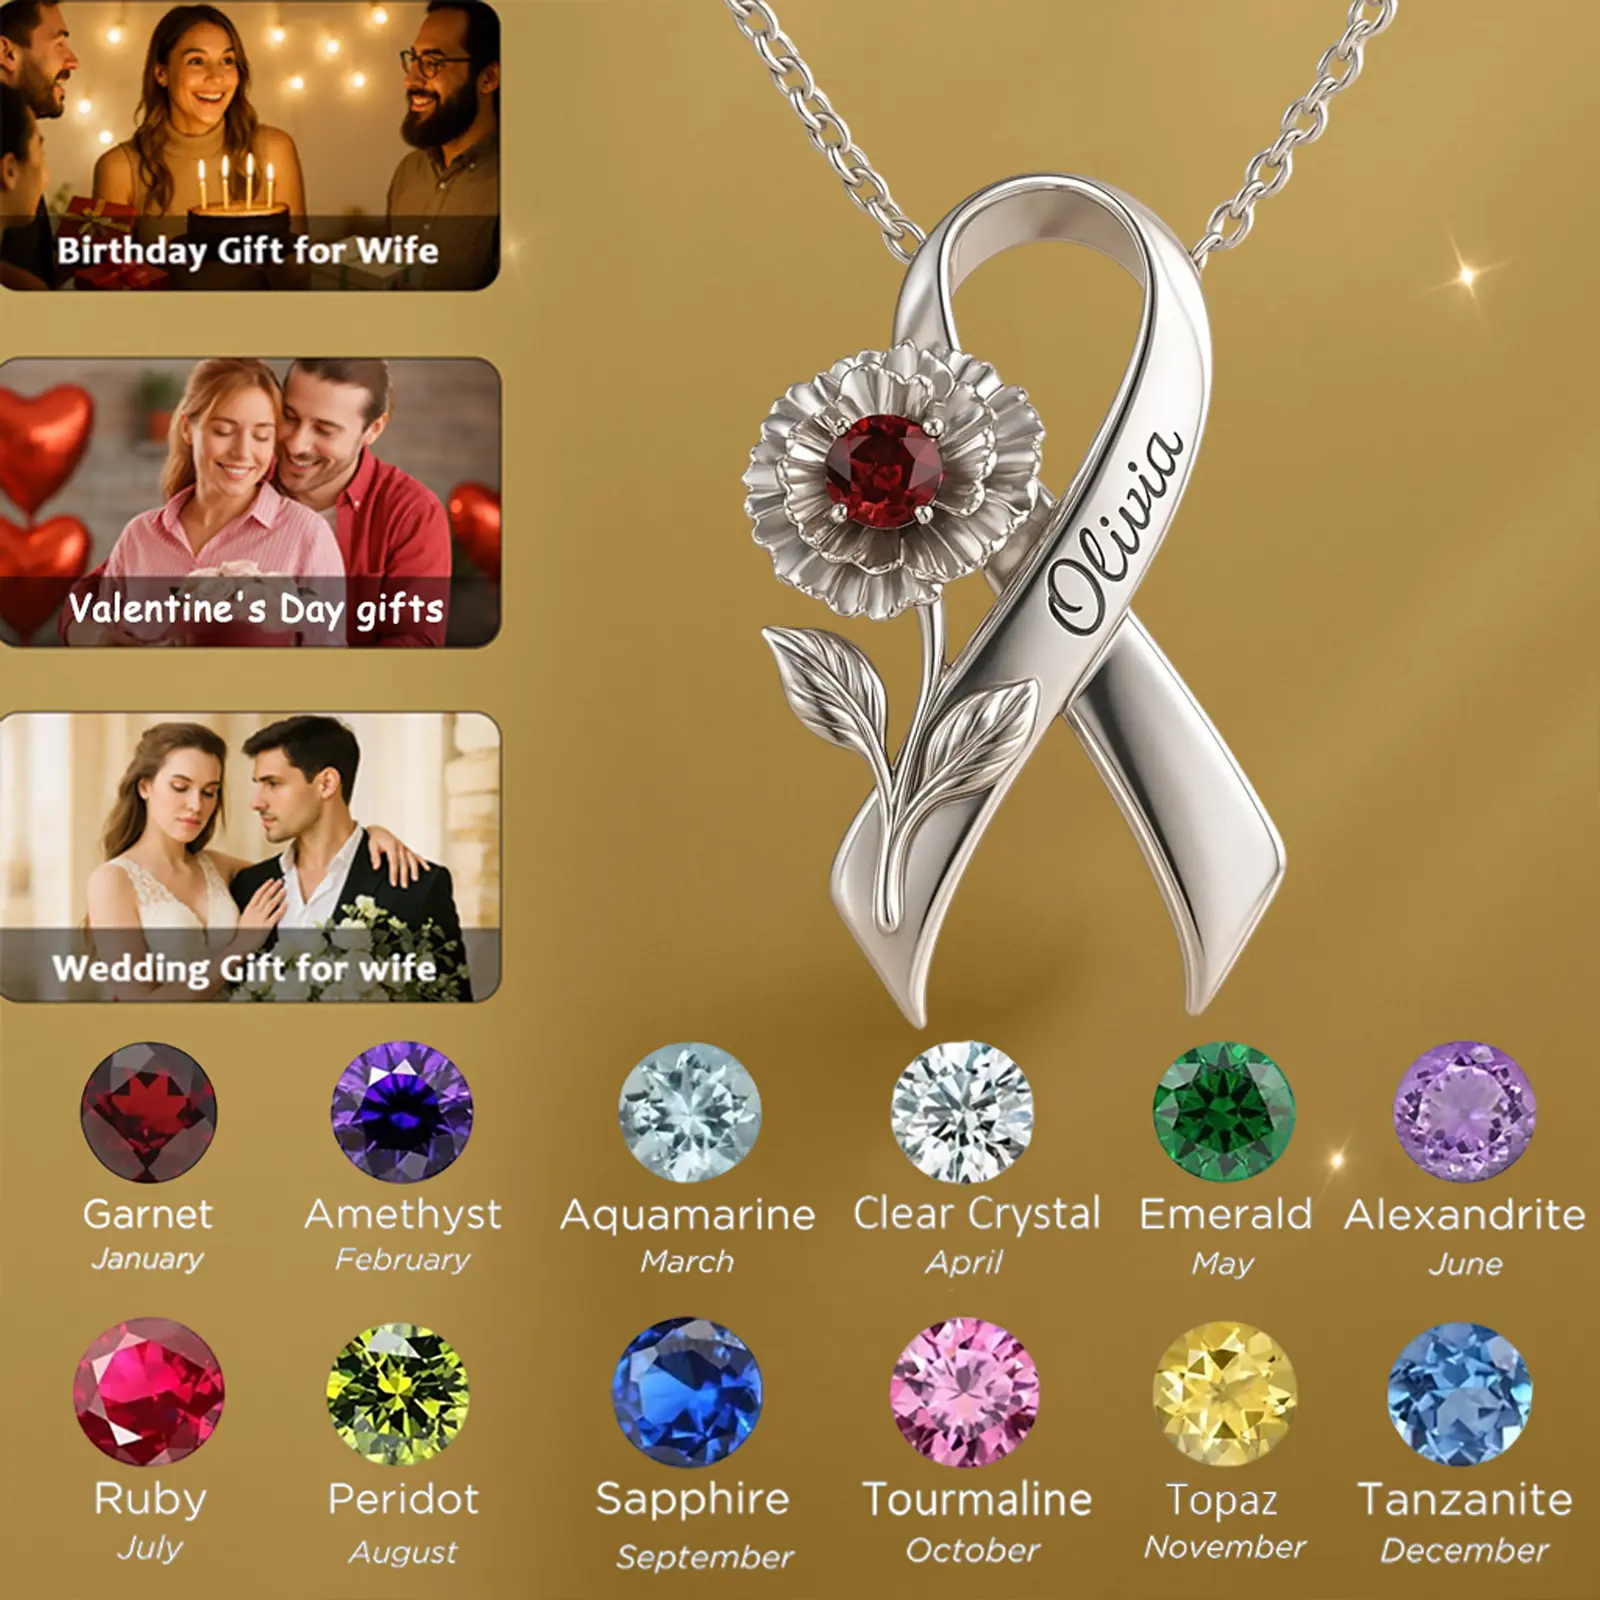 Birthday Gift for Wife
Valentine's Day gifts
Wedding Gift for wife
Olivia
Garnet
January
Amethyst
February
Aquamarine
March
Clear Crystal
April
Emerald
May
Alexandrite
June
Ruby
July
Peridot
August
Sapphire
September
Tourmaline
October
Topaz
November
Tanzanite
December